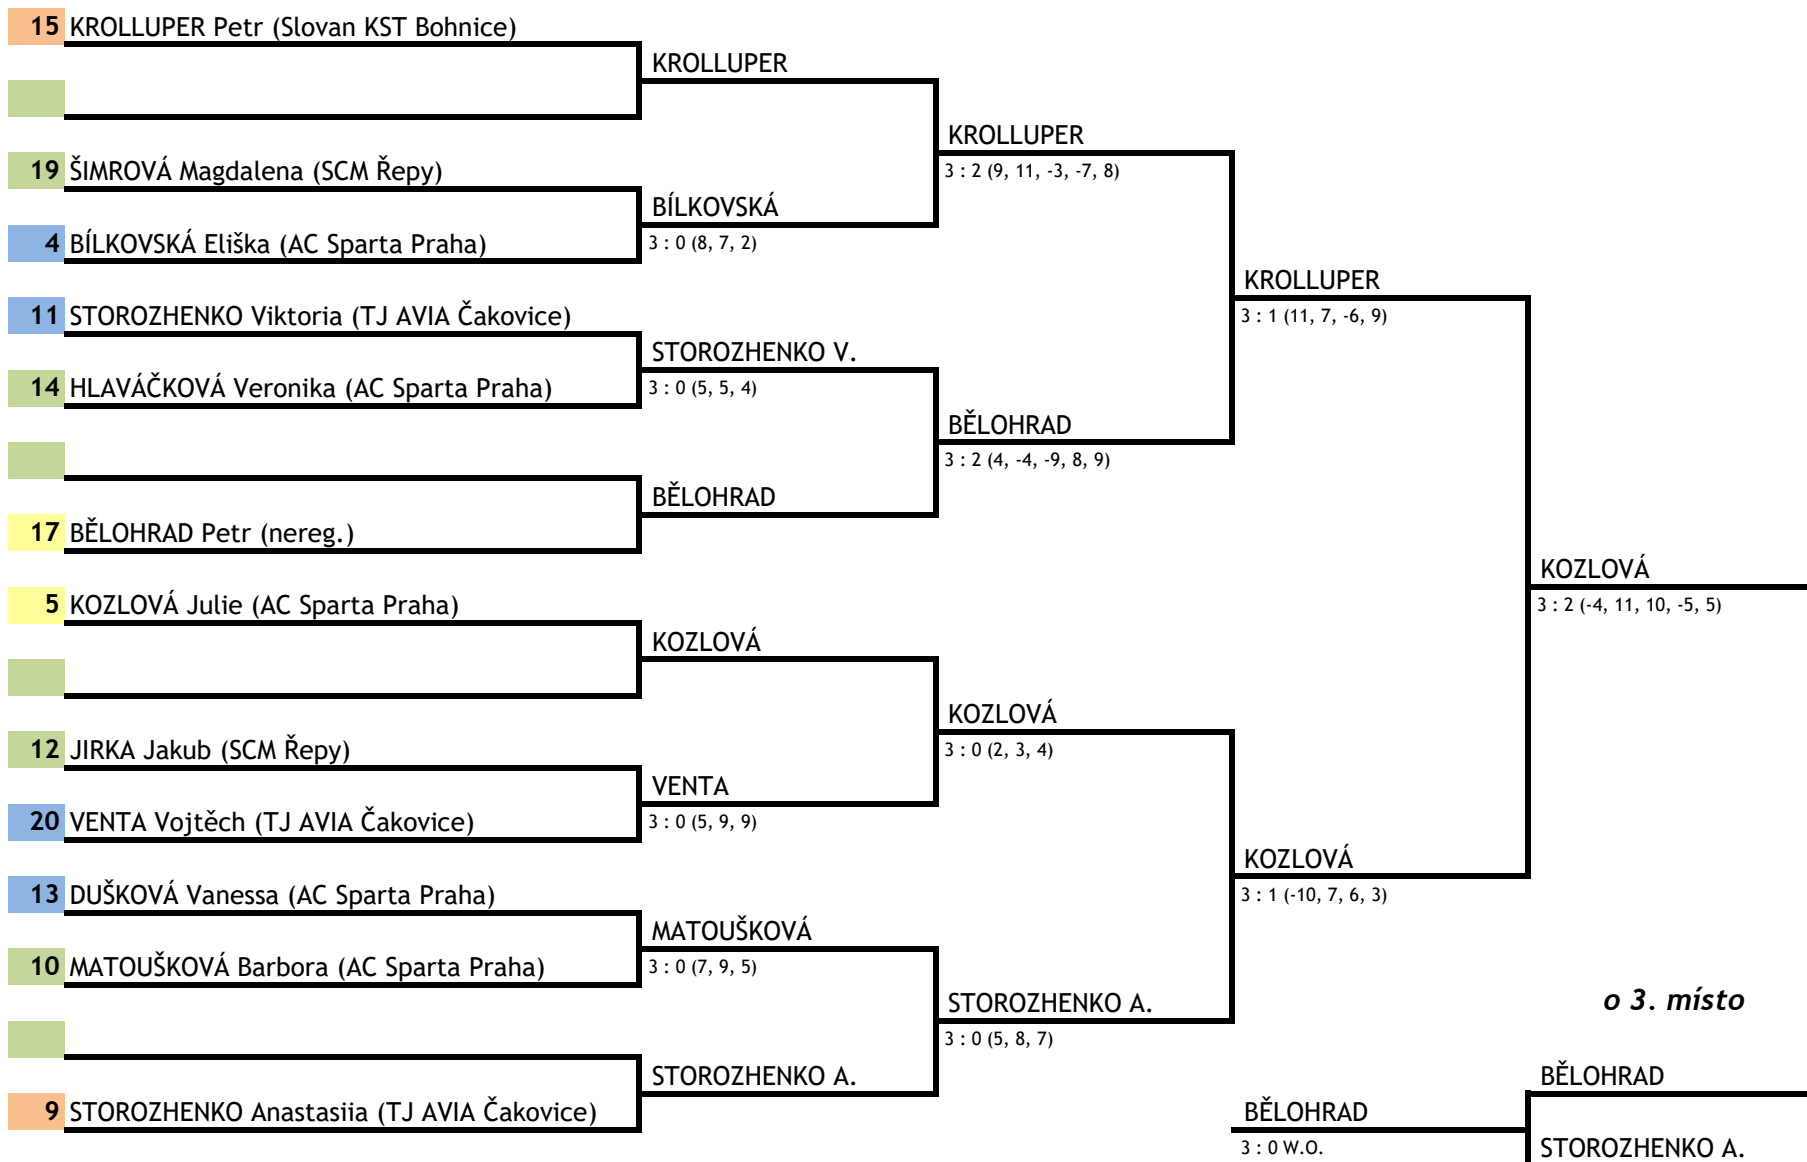 15 KROLLUPER Petr (Slovan KST Bohnice)
KROLLUPER
KROLLUPER
3 : 2 (9, 11, -3, -7, 8)
19 ŠIMROVÁ Magdalena (SCM Řepy)
BÍLKOVSKÁ
3 : 0 (8, 7, 2)
4 BÍLKOVSKÁ Eliška (AC Sparta Praha)
KROLLUPER
3 : 1 (11, 7, -6, 9)
11 STOROZHENKO Viktoria (TJ AVIA Čakovice)
STOROZHENKO V.
3 : 0 (5, 5, 4)
14 HLAVÁČKOVÁ Veronika (AC Sparta Praha)
BĚLOHRAD
3 : 2 (4, -4, -9, 8, 9)
BĚLOHRAD
17 BĚLOHRAD Petr (nereg.)
KOZLOVÁ
3 : 2 (-4, 11, 10, -5, 5)
5 KOZLOVÁ Julie (AC Sparta Praha)
KOZLOVÁ
KOZLOVÁ
3 : 0 (2, 3, 4)
12 JIRKA Jakub (SCM Řepy)
VENTA
3 : 0 (5, 9, 9)
20 VENTA Vojtěch (TJ AVIA Čakovice)
KOZLOVÁ
3 : 1 (-10, 7, 6, 3)
13 DUŠKOVÁ Vanessa (AC Sparta Praha)
MATOUŠKOVÁ
3 : 0 (7, 9, 5)
10 MATOUŠKOVÁ Barbora (AC Sparta Praha)
STOROZHENKO A.
3 : 0 (5, 8, 7)
o 3. místo
STOROZHENKO A.
BĚLOHRAD
9 STOROZHENKO Anastasiia (TJ AVIA Čakovice)
BĚLOHRAD
3 : 0 W.O.
STOROZHENKO A.